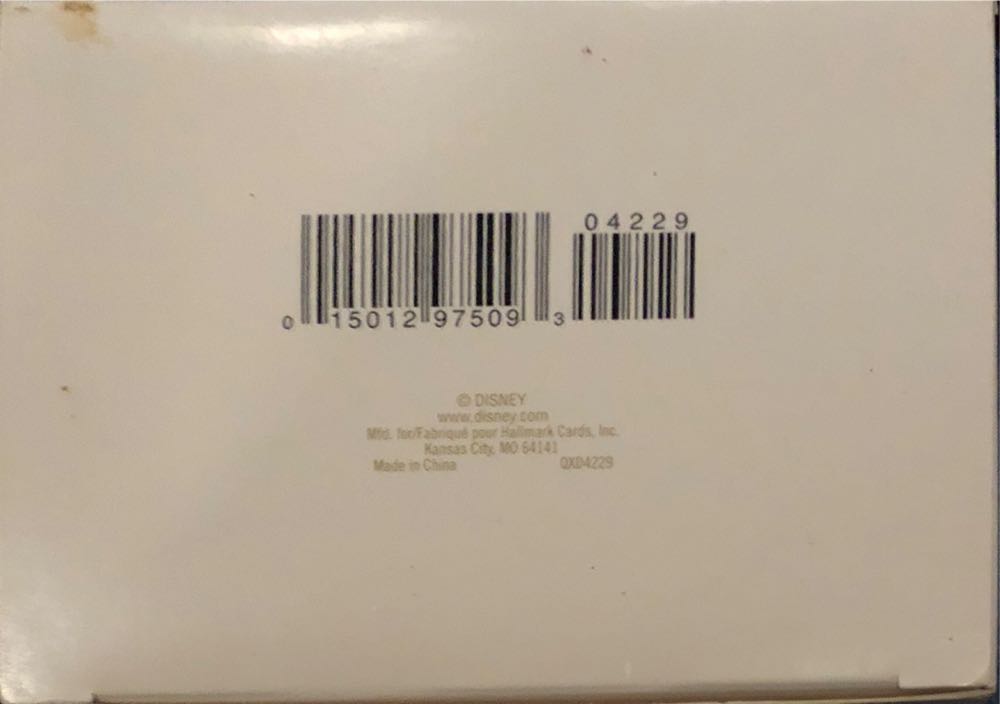 04229
0 15012 97509 3
© DISNEY
www.disney.com
Mfd. for/Fabriqué pour Hallmark Cards, Inc.
Kansas City, MO 64141
Made in China QXD4229